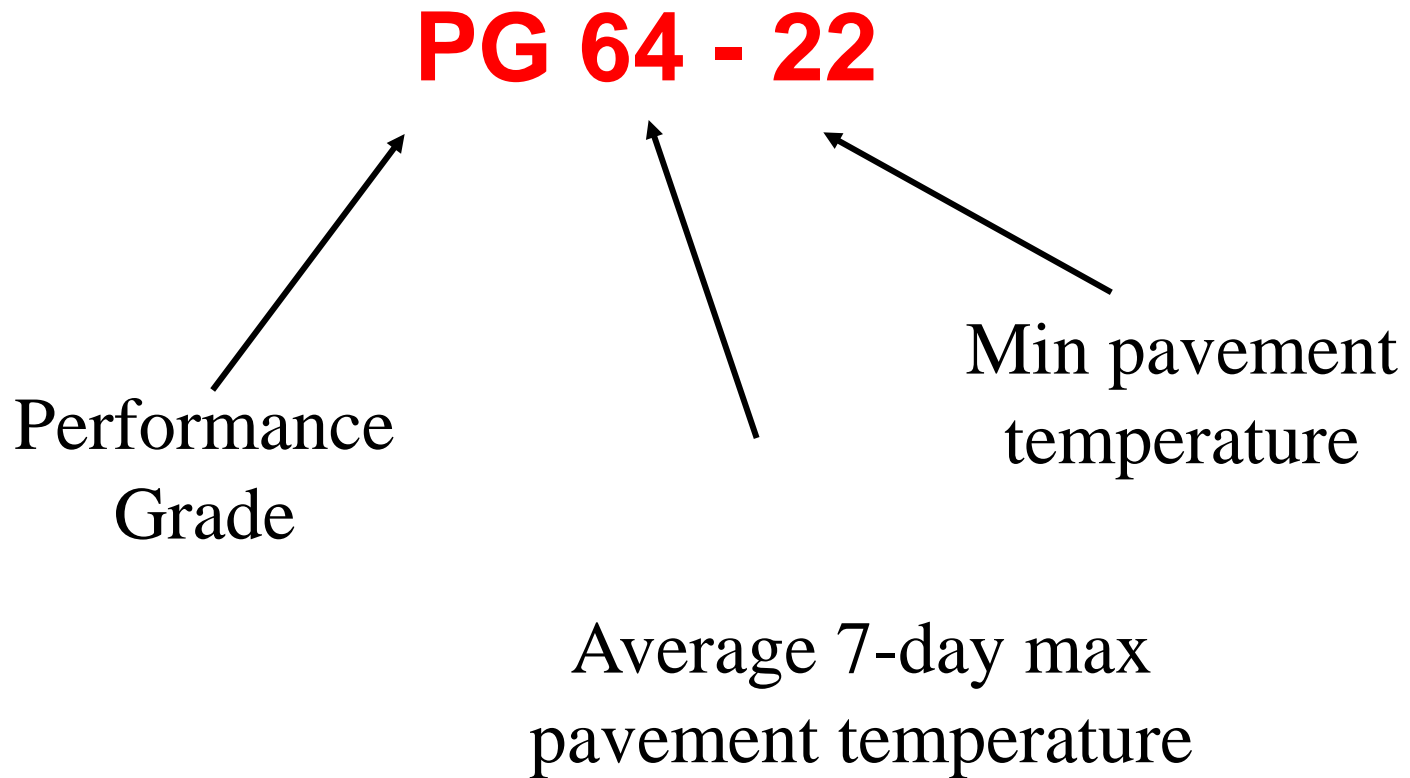 PG 64 - 22
Performance
Grade
Min pavement
temperature
Average 7-day max
pavement temperature